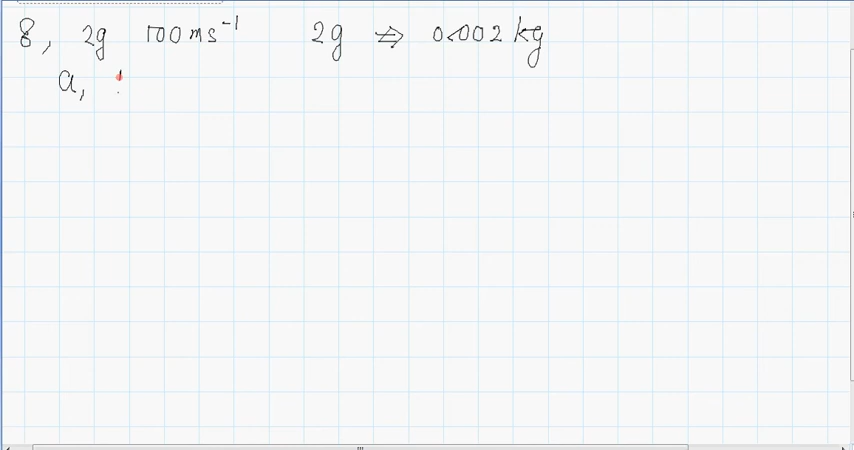 8, 2g 100ms⁻¹ 2g ⇒ 0.002 kg
a,